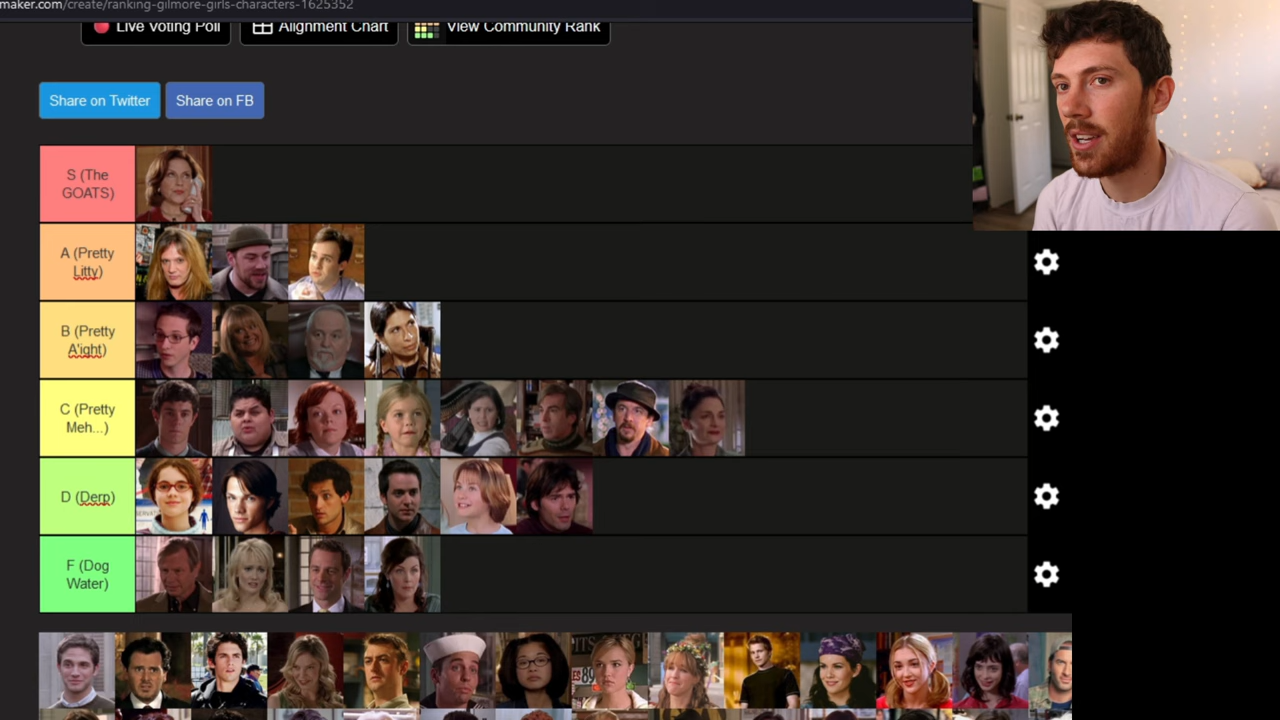 maker.com/create/ranking-gilmore-girls-characters-1625352
Live Voting Poll
Alignment Chart
View Community Rank
Share on Twitter
Share on FB
S (The
GOATS)
A (Pretty
Litty)
B (Pretty
A'ight)
C (Pretty
Meh...)
D (Derp)
F (Dog
Water)